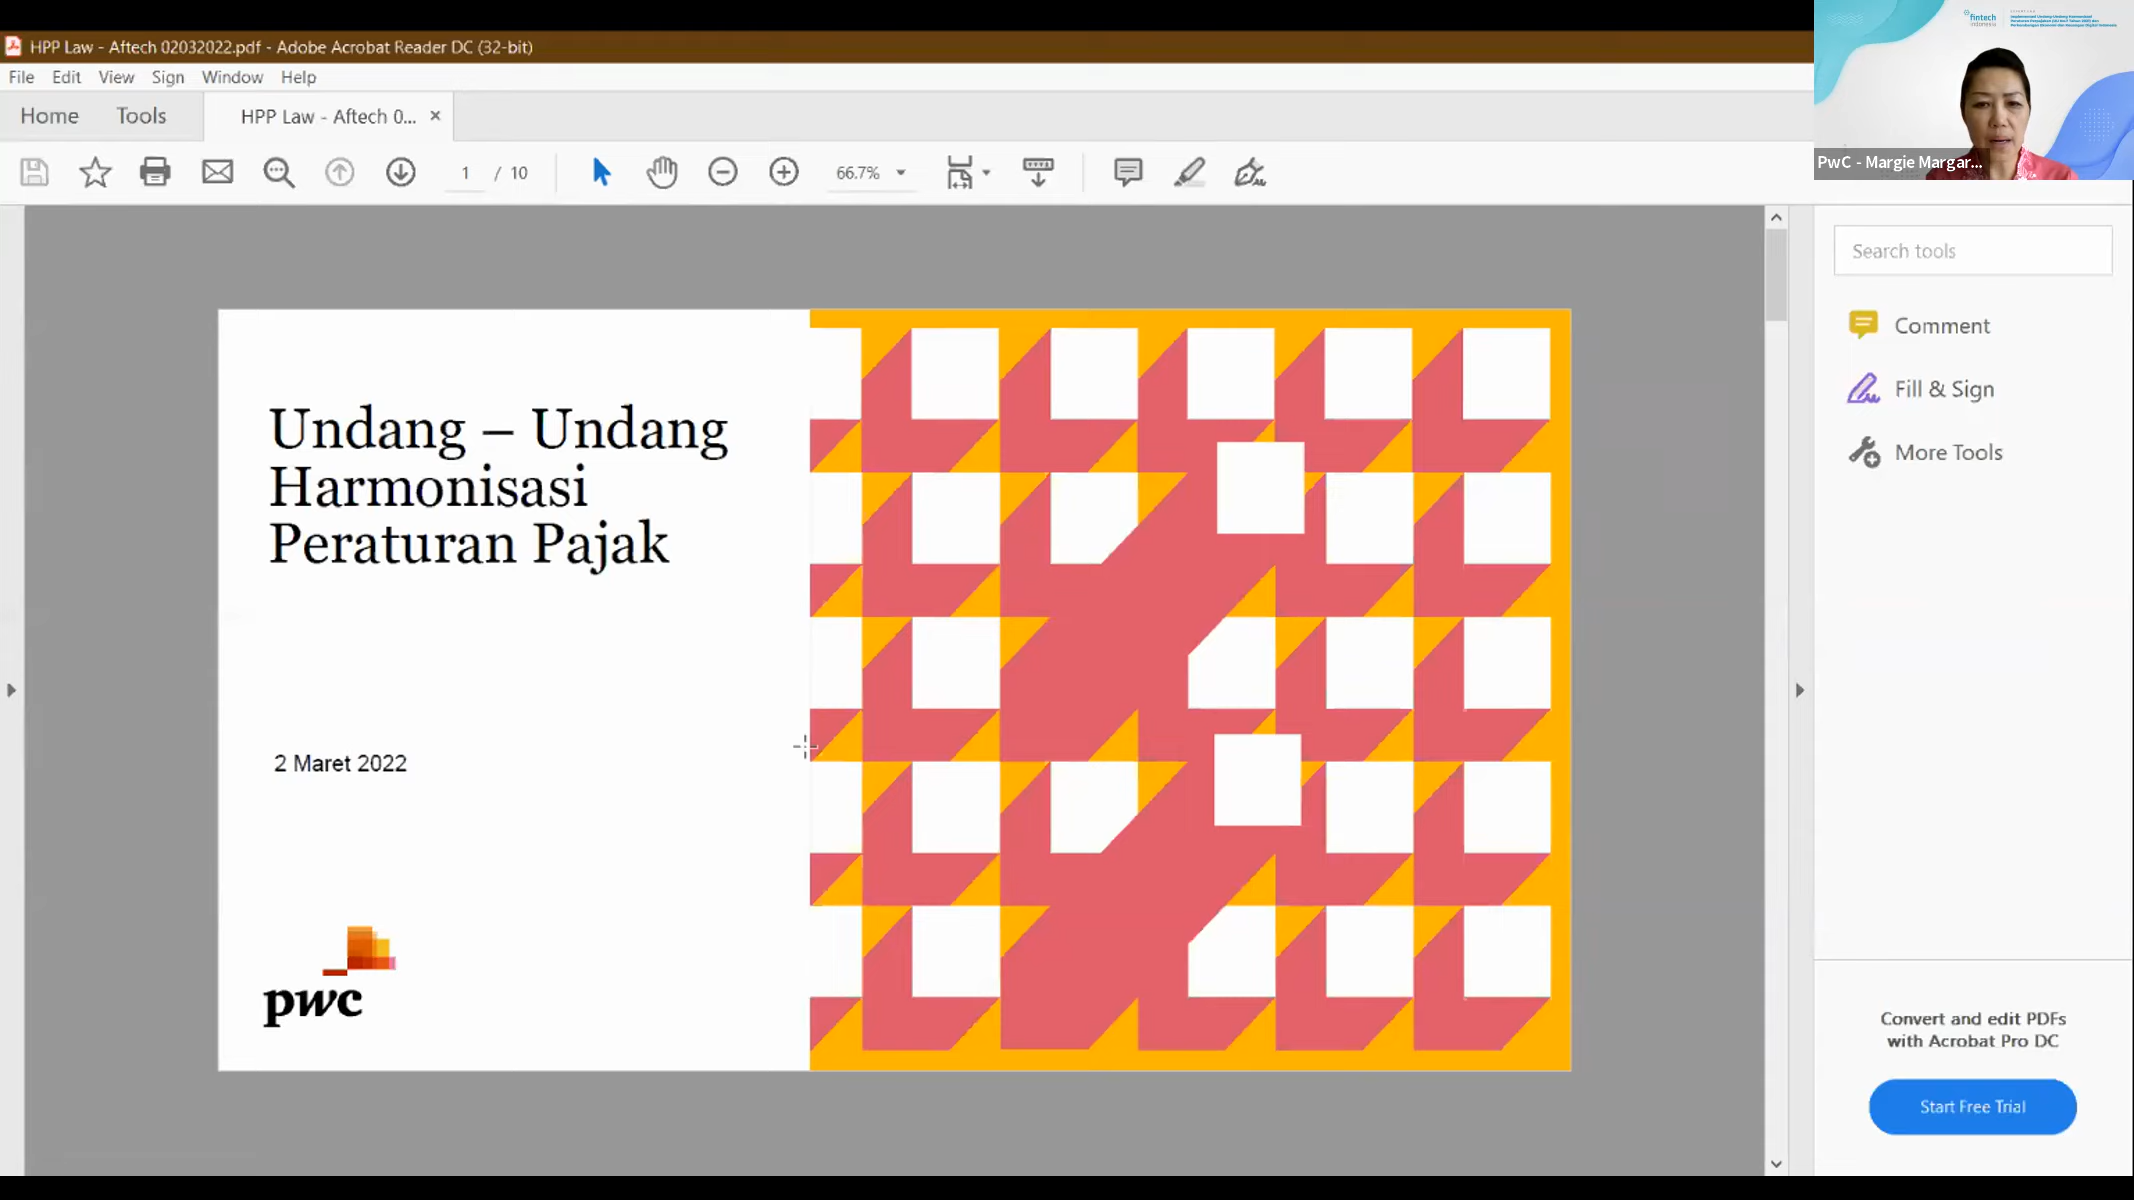 HPP Law - Aftech 02032022.pdf - Adobe Acrobat Reader DC (32-bit)
File Edit View Sign Window Help
Home Tools HPP Law - Aftech 0... ×
1 / 10 66.7%
fintech
indonesia
PwC - Margie Margar...
Search tools
Comment
Fill & Sign
More Tools
Undang – Undang
Harmonisasi
Peraturan Pajak
2 Maret 2022
pwc
Convert and edit PDFs
with Acrobat Pro DC
Start Free Trial